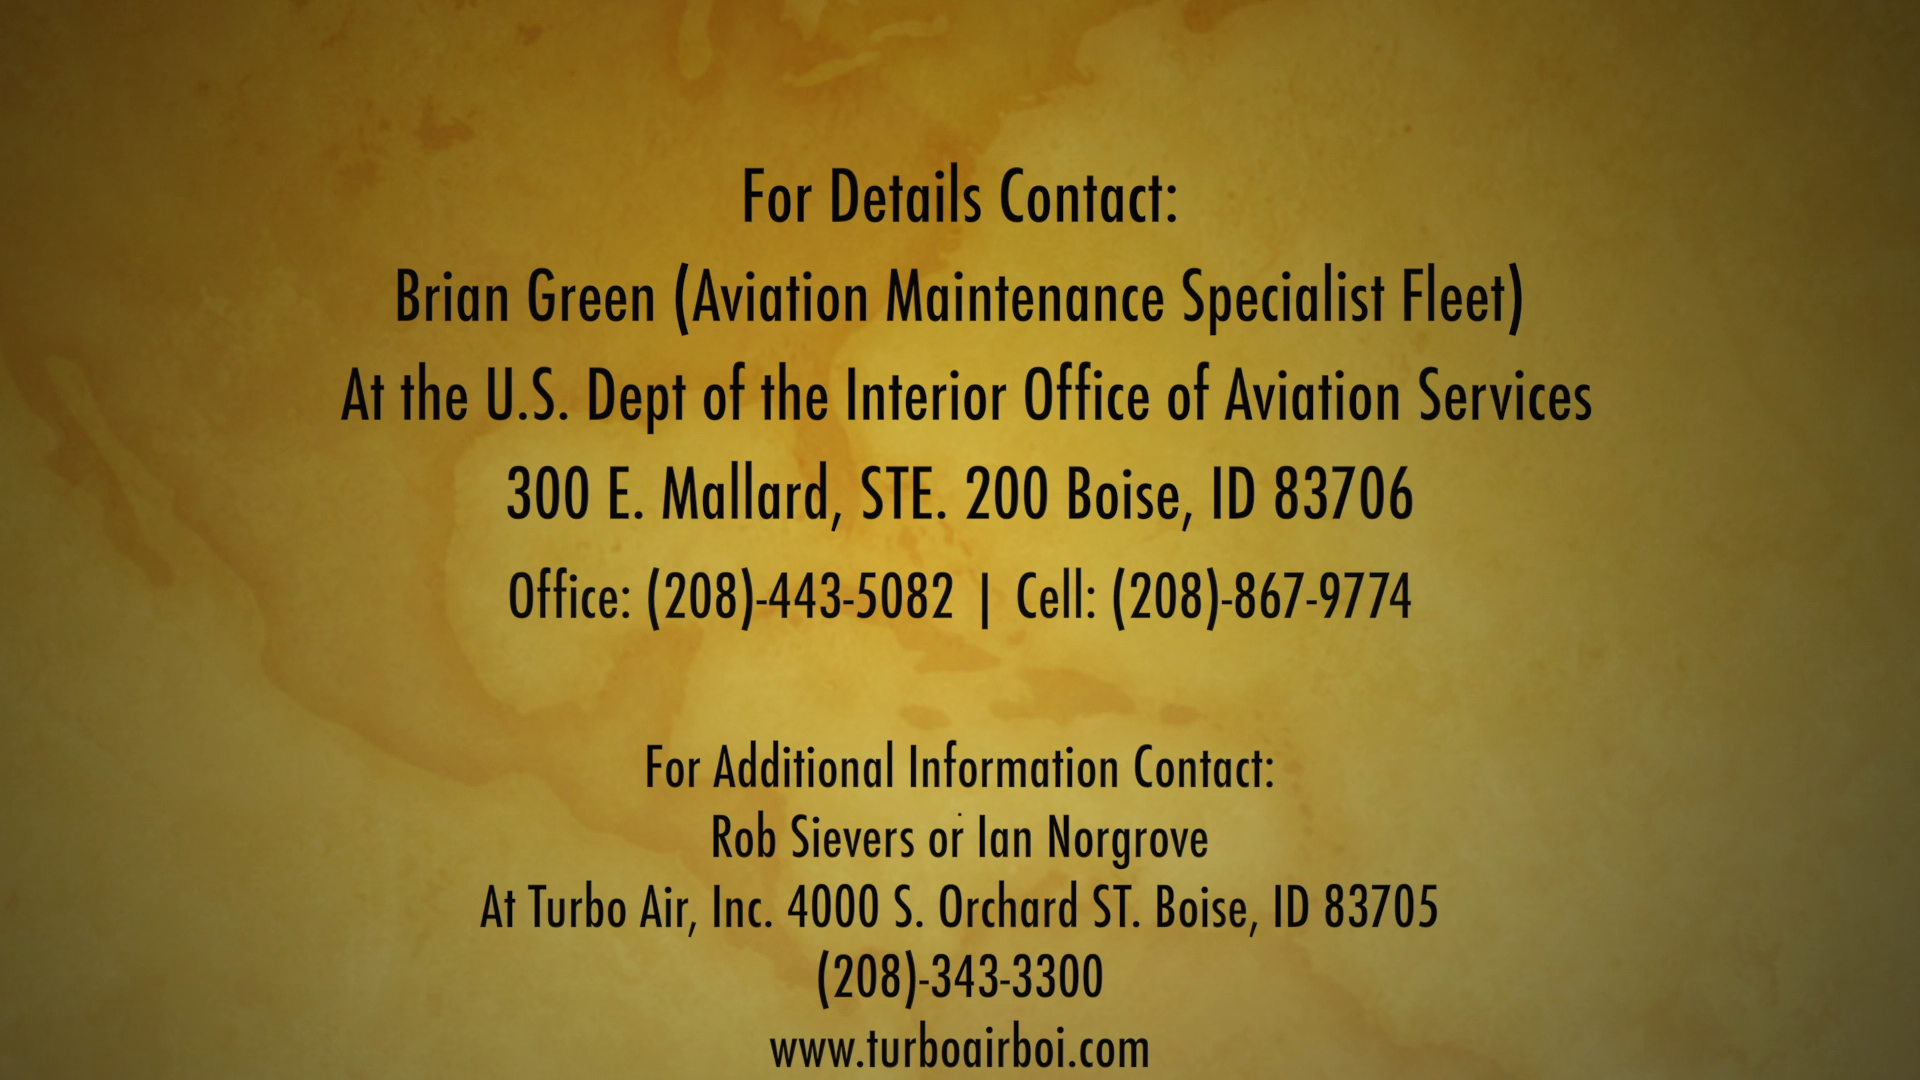 For Details Contact:
Brian Green (Aviation Maintenance Specialist Fleet)
At the U.S. Dept of the Interior Office of Aviation Services
300 E. Mallard, STE. 200 Boise, ID 83706
Office: (208)-443-5082 | Cell: (208)-867-9774
For Additional Information Contact:
Rob Sievers or Ian Norgrove
At Turbo Air, Inc. 4000 S. Orchard ST. Boise, ID 83705
(208)-343-3300
www.turboairboi.com